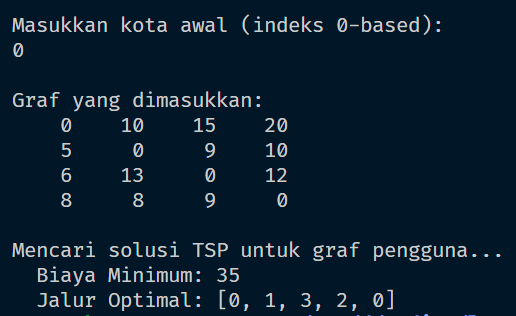 Masukkan kota awal (indeks 0-based):
0
Graf yang dimasukkan:
0 10 15 20
5 0 9 10
6 13 0 12
8 8 9 0
Mencari solusi TSP untuk graf pengguna...
Biaya Minimum: 35
Jalur Optimal: [0, 1, 3, 2, 0]